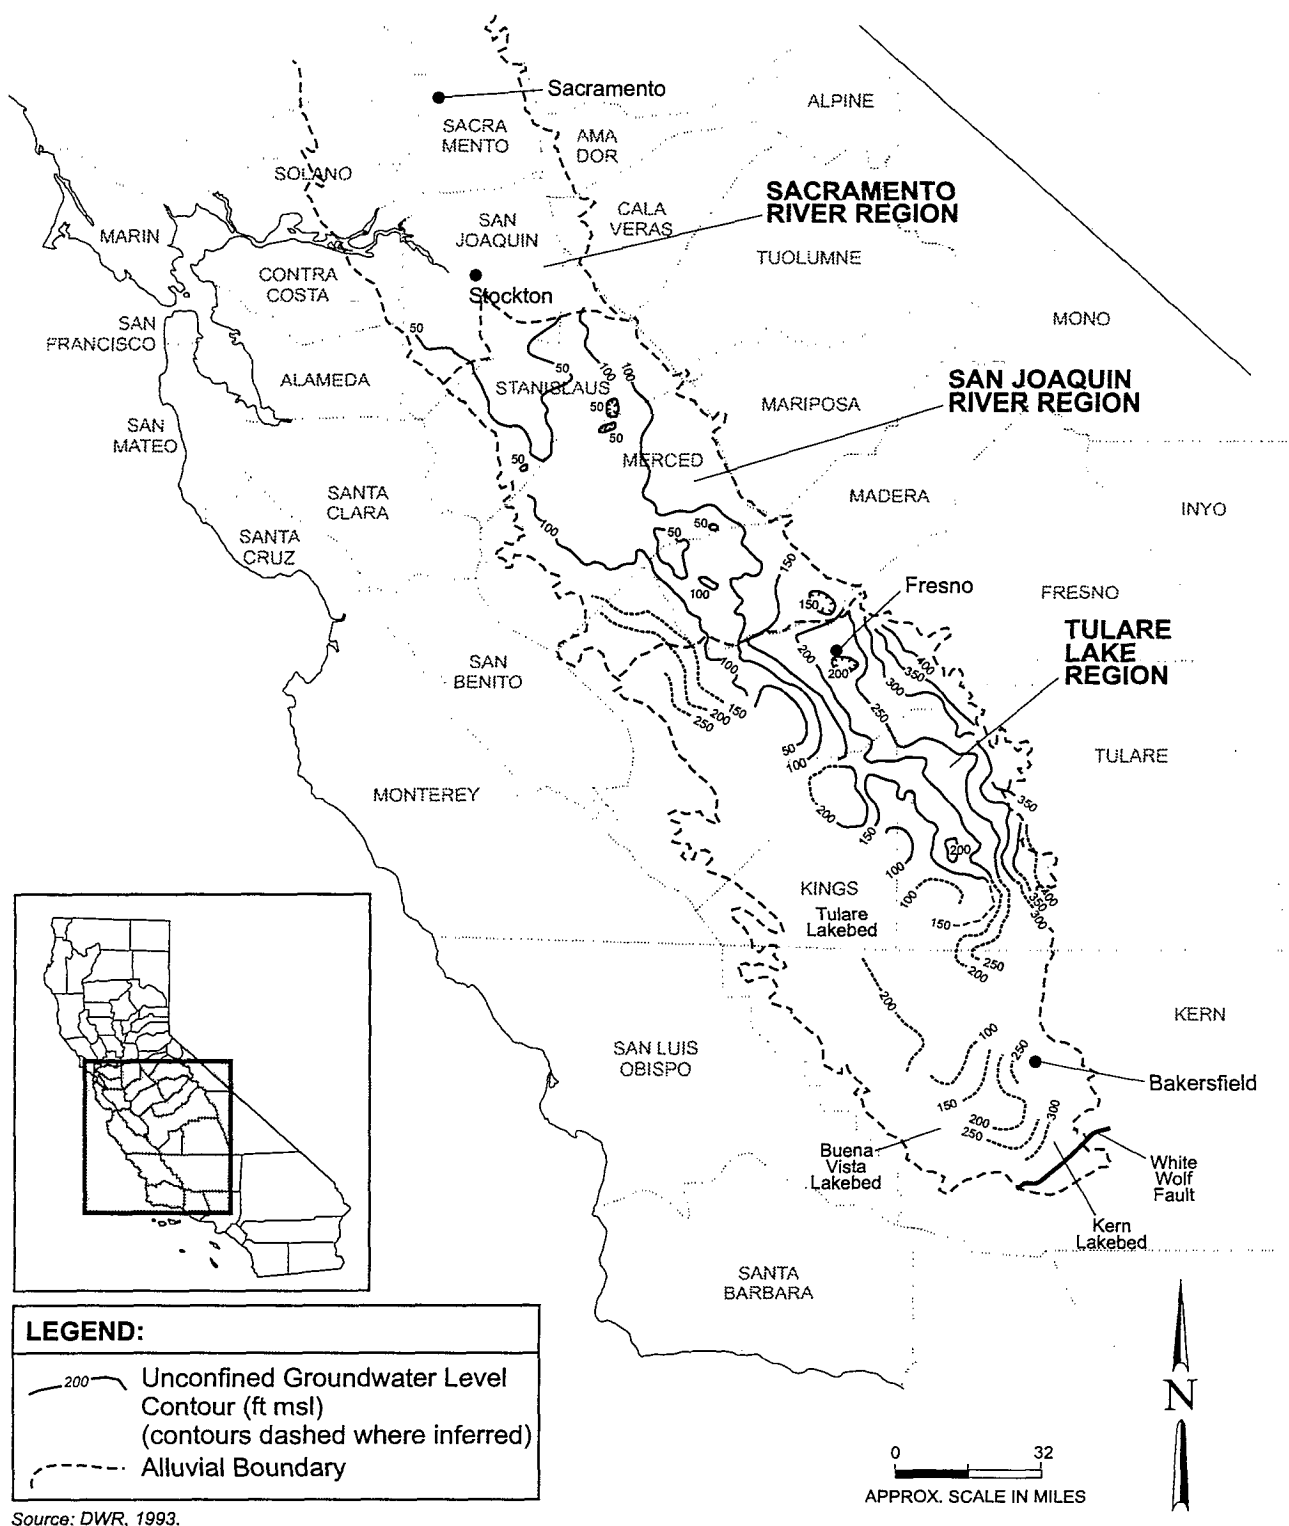 Sacramento
ALPINE
SACRA
MENTO
AMA
DOR
SOLANO
SACRAMENTO
RIVER REGION
CALA
VERAS
SAN
JOAQUIN
MARIN
TUOLUMNE
CONTRA
COSTA
Stockton
MONO
SAN
FRANCISCO
50
ALAMEDA
50
100
100
STANISLAUS
SAN JOAQUIN
RIVER REGION
MARIPOSA
50
50
SAN
MATEO
50
MERCED
SANTA
CLARA
MADERA
INYO
100
50
50
SANTA
CRUZ
150
100
150
Fresno
FRESNO
TULARE
LAKE
REGION
SAN
BENITO
100
200
200
400
350
300
150
200
250
250
50
100
TULARE
MONTEREY
200
150
350
100
200
KINGS
100
400
350
300
Tulare
Lakebed
150
250
200
200
KERN
100
250
SAN LUIS
OBISPO
Bakersfield
150
200
250
300
Buena
Vista
Lakebed
White
Wolf
Fault
Kern
Lakebed
SANTA
BARBARA
LEGEND:
200
Unconfined Groundwater Level
Contour (ft msl)
(contours dashed where inferred)
Alluvial Boundary
N
0 32
APPROX. SCALE IN MILES
Source: DWR, 1993.